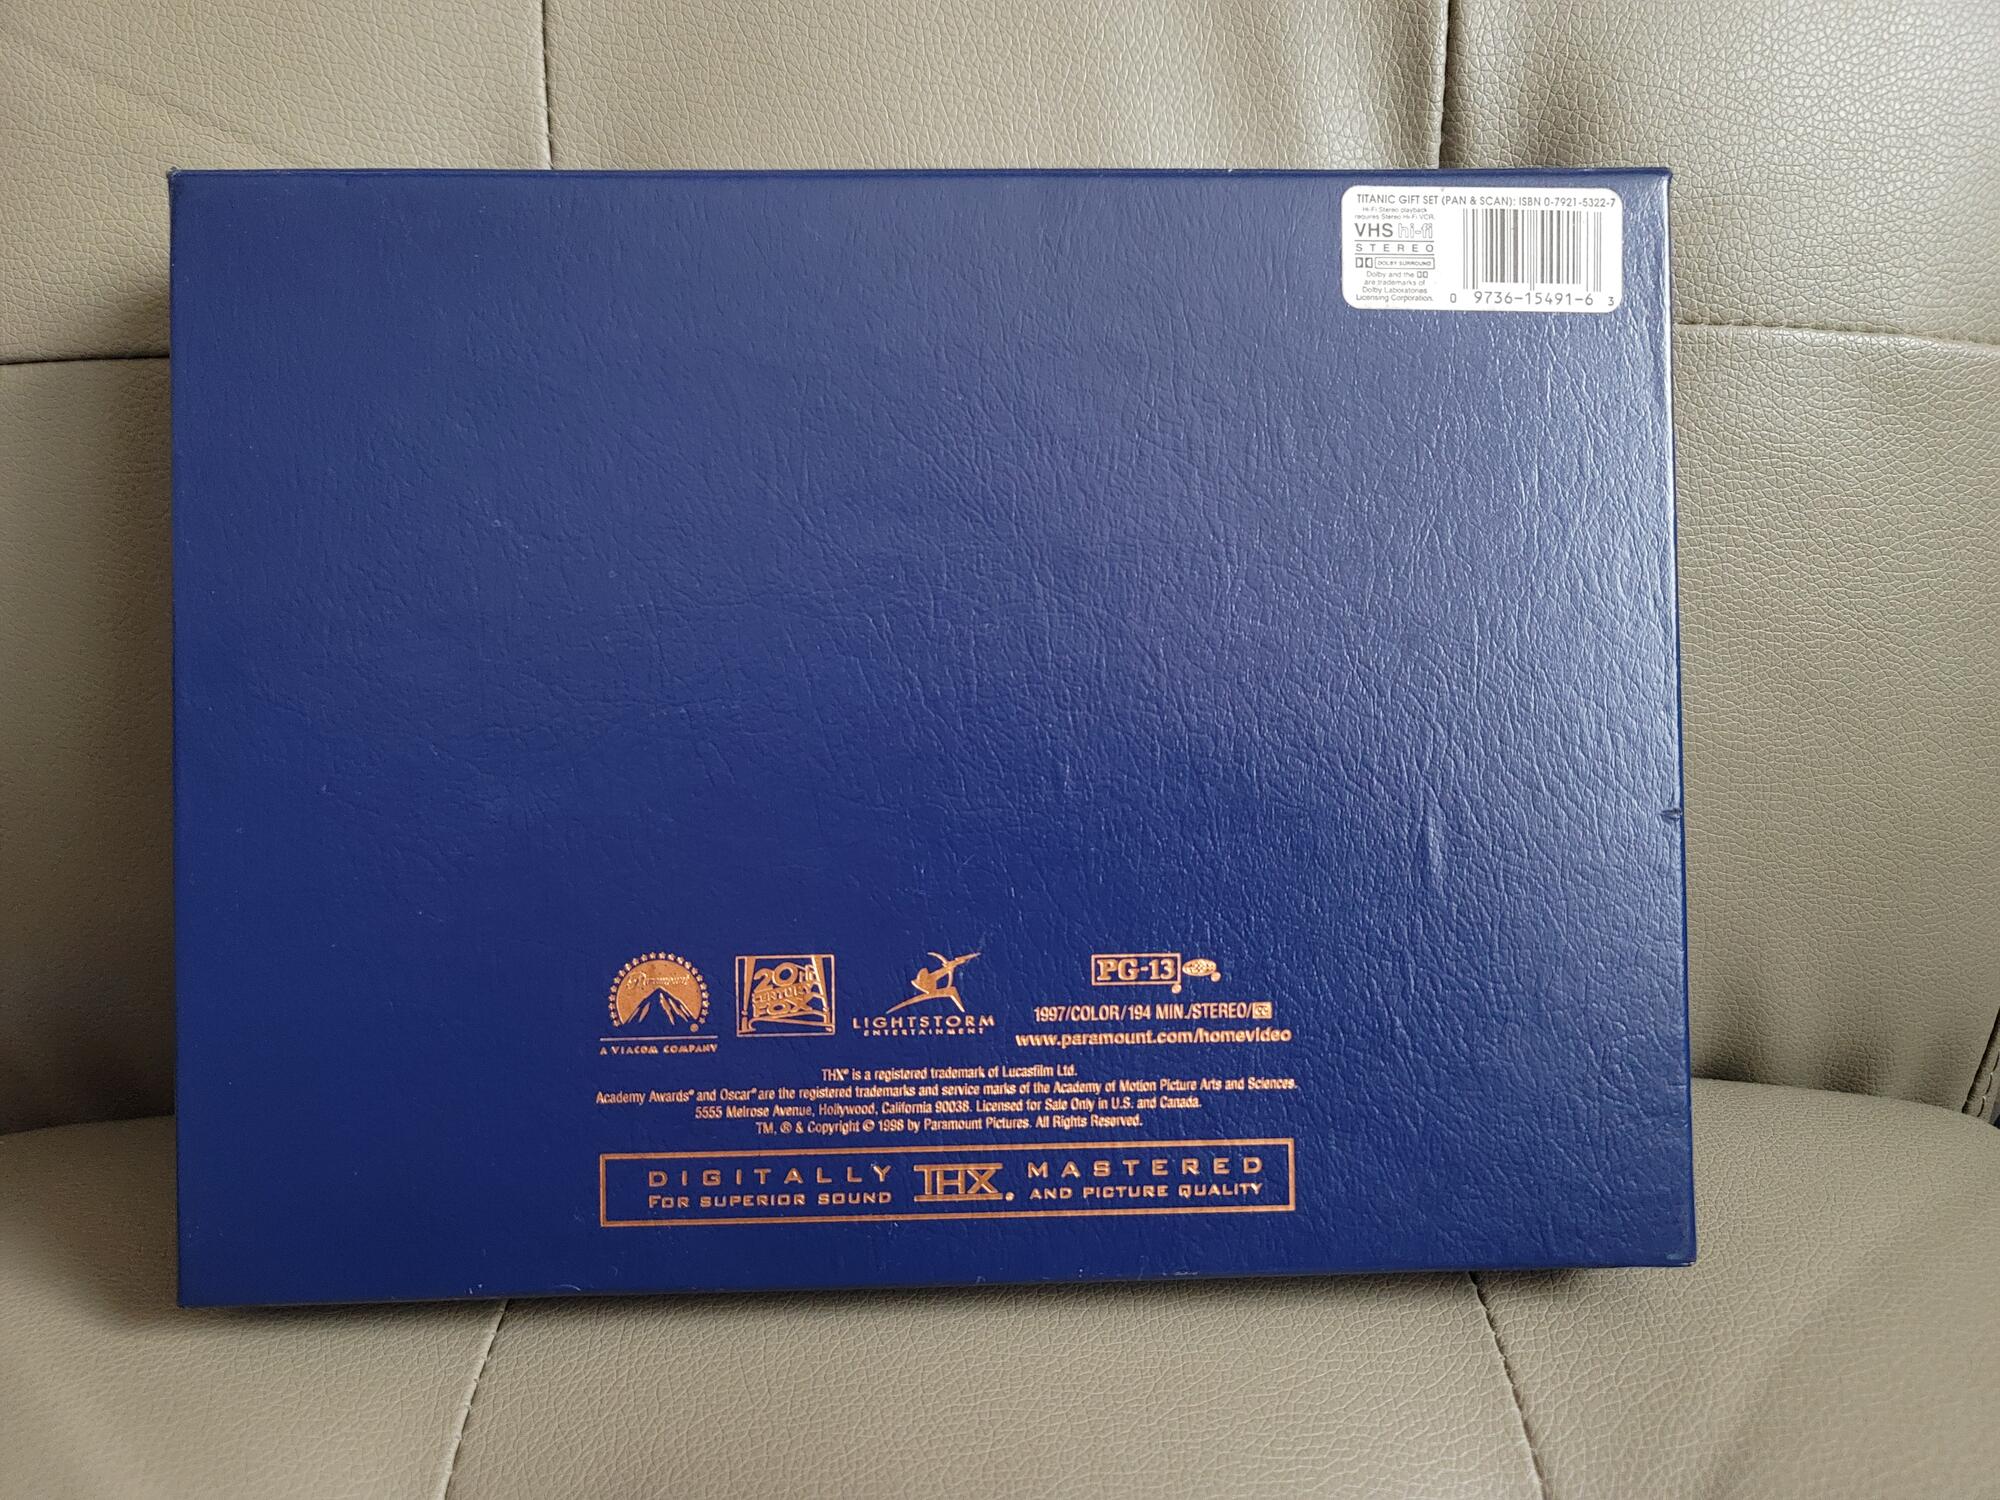 TITANIC GIFT SET (PAN & SCAN): ISBN 0-7921-5322-7
Hi-Fi Stereo playback
requires Stereo Hi-Fi VCR.
VHS hi-fi
STEREO
DOLBY SURROUND
Dolby and the
are trademarks of
Dolby Laboratories
Licensing Corporation.
0 9736-15491-6 3
Paramount
A VIACOM COMPANY
20TH
CENTURY
FOX
LIGHTSTORM
ENTERTAINMENT
PG-13
1997/COLOR/194 MIN./STEREO/CC
www.paramount.com/homevideo
THX® is a registered trademark of Lucasfilm Ltd.
Academy Awards® and Oscar® are the registered trademarks and service marks of the Academy of Motion Picture Arts and Sciences.
5555 Melrose Avenue, Hollywood, California 90038. Licensed for Sale Only in U.S. and Canada.
TM, ® & Copyright © 1998 by Paramount Pictures. All Rights Reserved.
DIGITALLY THX MASTERED
FOR SUPERIOR SOUND AND PICTURE QUALITY